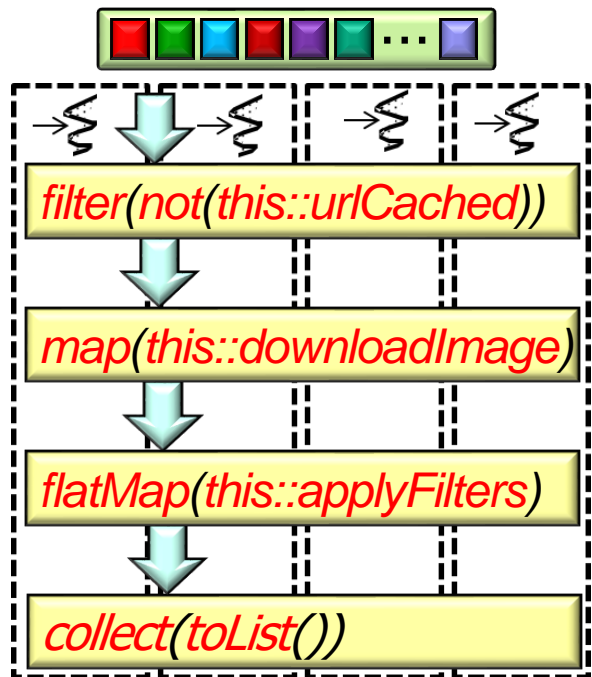 ...
filter(not(this::urlCached))
map(this::downloadImage)
flatMap(this::applyFilters)
collect(toList())